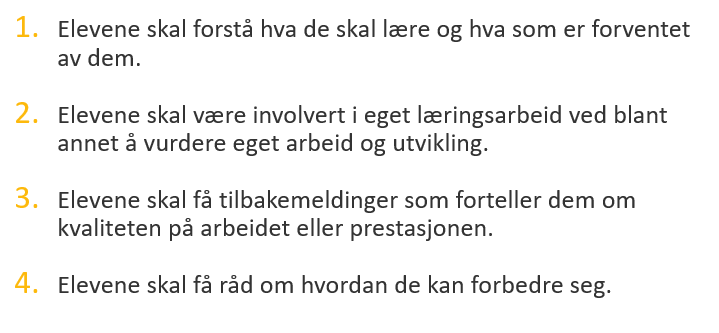 1. Elevene skal forstå hva de skal lære og hva som er forventet
av dem.
2. Elevene skal være involvert i eget læringsarbeid ved blant
annet å vurdere eget arbeid og utvikling.
3. Elevene skal få tilbakemeldinger som forteller dem om
kvaliteten på arbeidet eller prestasjonen.
4. Elevene skal få råd om hvordan de kan forbedre seg.